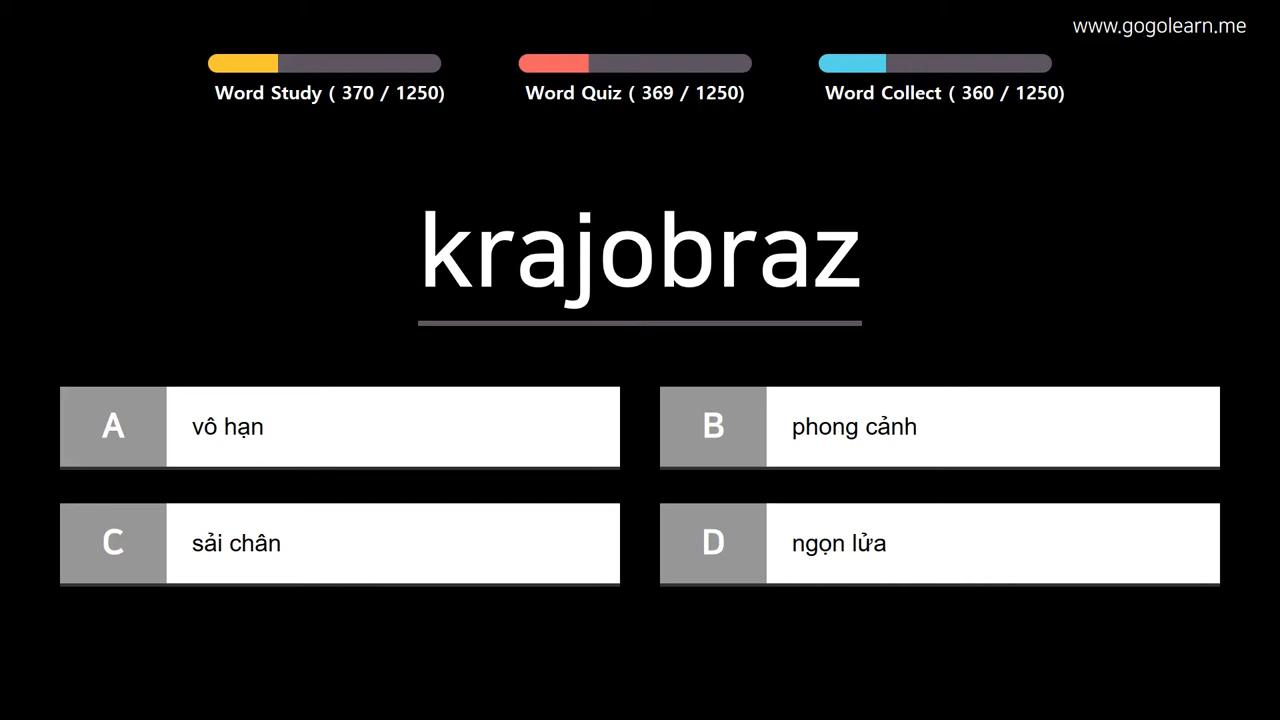 www.gogolearn.me
Word Study ( 370 / 1250)
Word Quiz ( 369 / 1250)
Word Collect ( 360 / 1250)
krajobraz
A vô hạn
B phong cảnh
C sải chân
D ngọn lửa